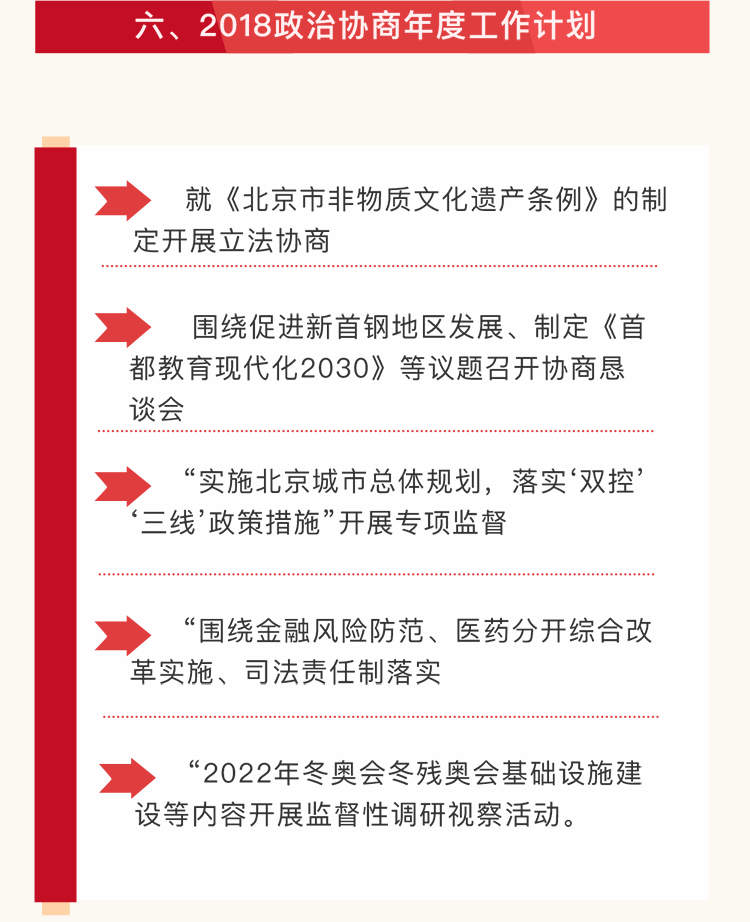 六、2018政治协商年度工作计划
就《北京市非物质文化遗产条例》的制
定开展立法协商
围绕促进新首钢地区发展、制定《首
都教育现代化2030》等议题召开协商恳
谈会
“实施北京城市总体规划，落实‘双控’
‘三线’政策措施”开展专项监督
“围绕金融风险防范、医药分开综合改
革实施、司法责任制落实
“2022年冬奥会冬残奥会基础设施建
设等内容开展监督性调研视察活动。